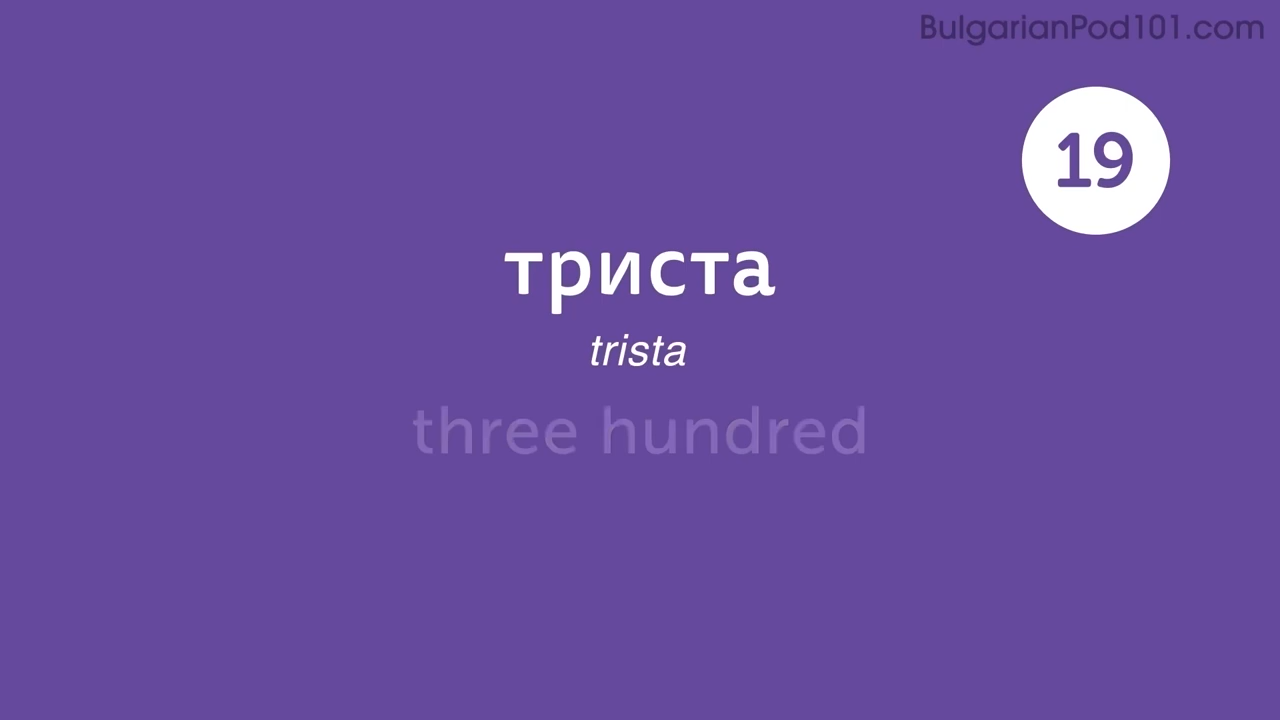 BulgarianPod101.com
19
триста
trista
three hundred